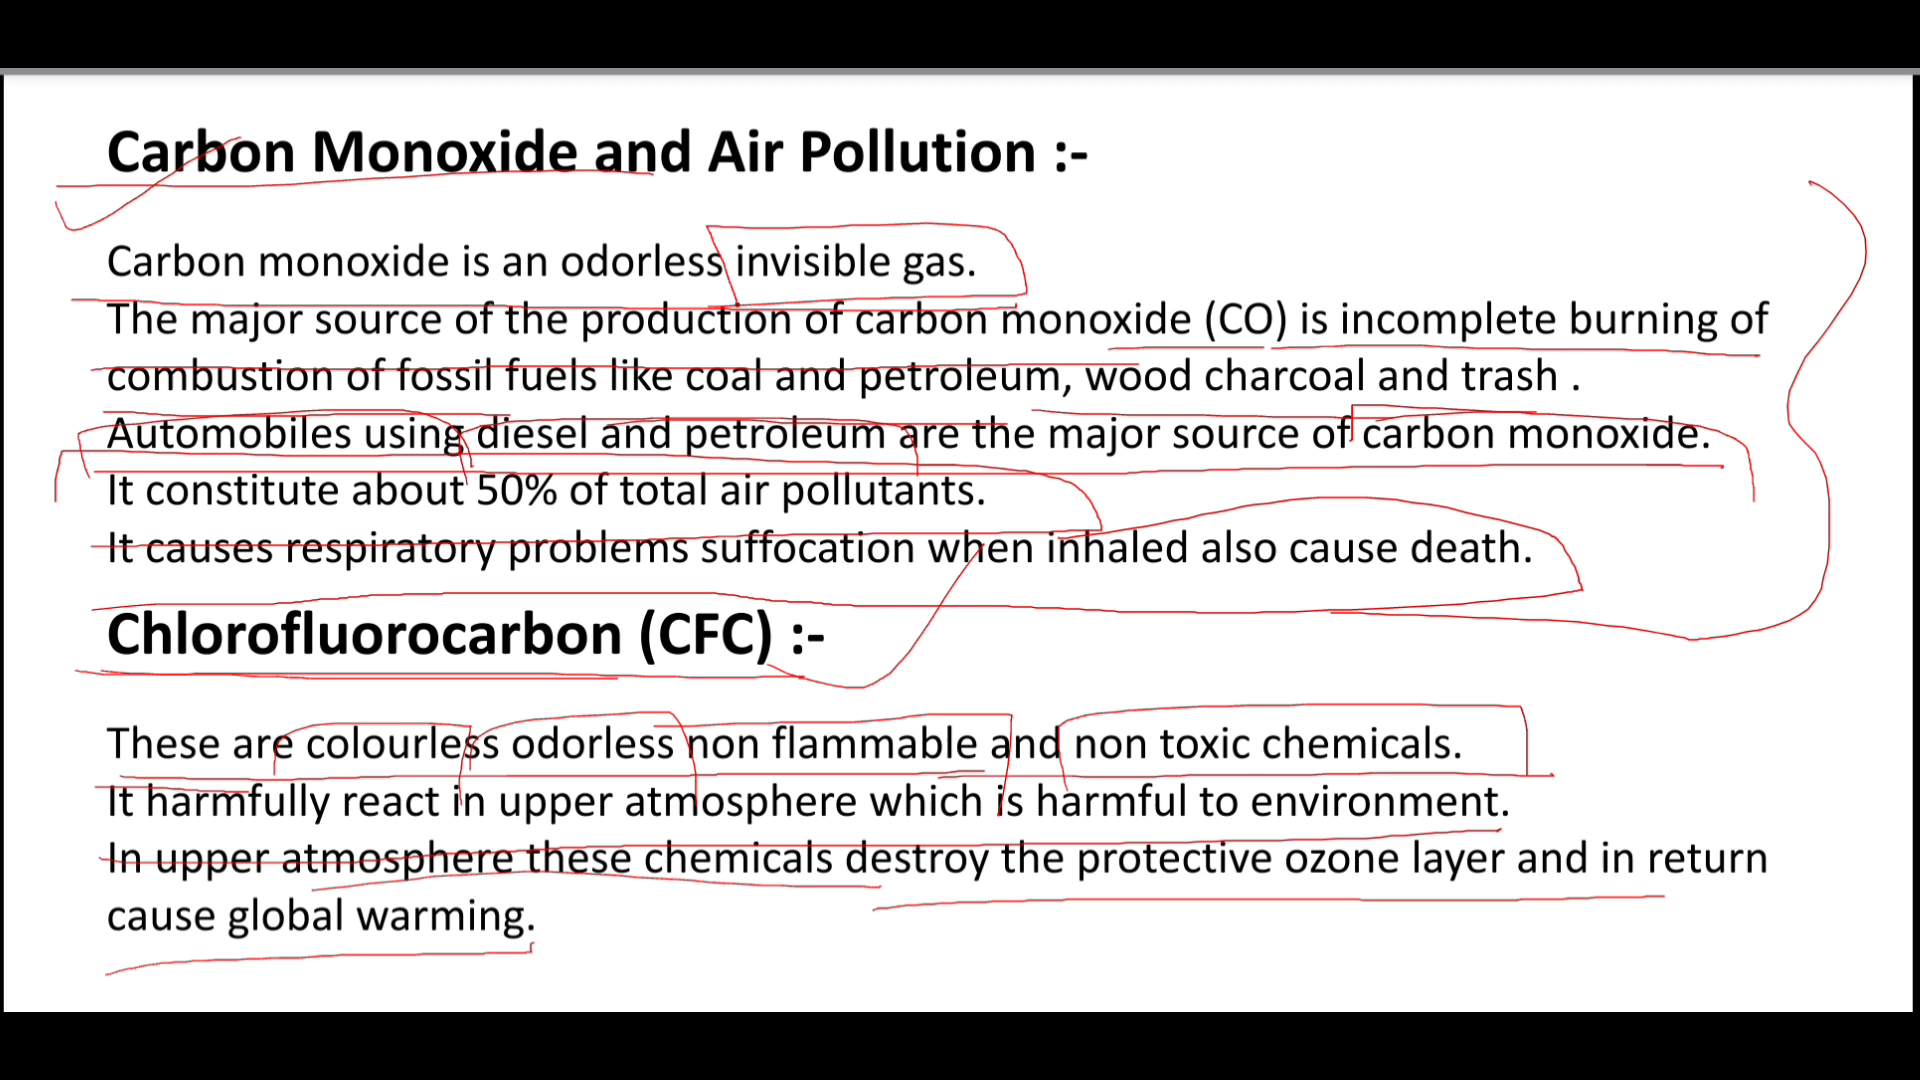 Carbon Monoxide and Air Pollution :-
Carbon monoxide is an odorless invisible gas.
The major source of the production of carbon monoxide (CO) is incomplete burning of
combustion of fossil fuels like coal and petroleum, wood charcoal and trash .
Automobiles using diesel and petroleum are the major source of carbon monoxide.
It constitute about 50% of total air pollutants.
It causes respiratory problems suffocation when inhaled also cause death.
Chlorofluorocarbon (CFC) :-
These are colourless odorless non flammable and non toxic chemicals.
It harmfully react in upper atmosphere which is harmful to environment.
In upper atmosphere these chemicals destroy the protective ozone layer and in return
cause global warming.